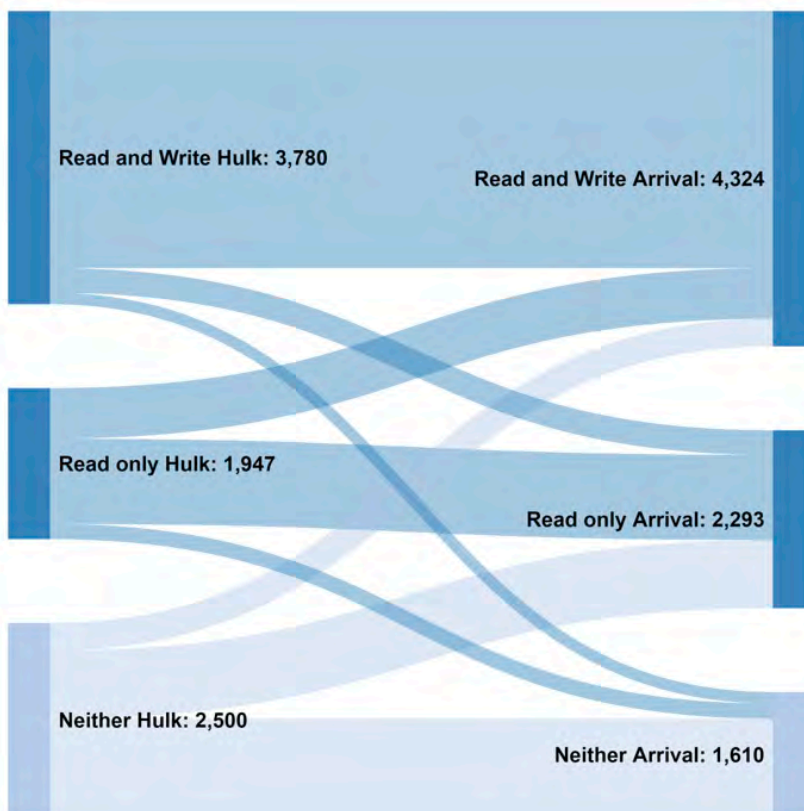 Read and Write Hulk: 3,780
Read and Write Arrival: 4,324
Read only Hulk: 1,947
Read only Arrival: 2,293
Neither Hulk: 2,500
Neither Arrival: 1,610